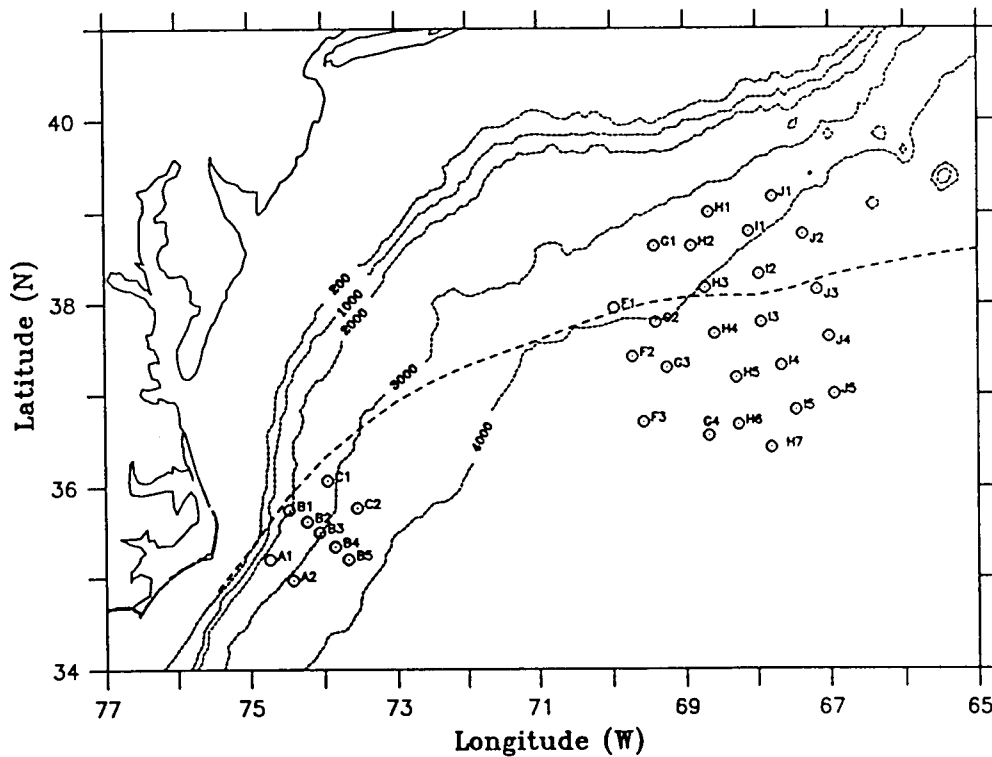 40
J1
H1
I1
J2
G1
H2
200
I2
1000
H3
J3
38
2000
E1
G2
I3
H4
J4
F2
G3
I4
3000
H5
J5
I5
4000
F3
G4
H6
H7
36
C1
B1
C2
B2
B3
B4
A1
B5
A2
34
77
75
73
71
69
67
65
Latitude (N)
Longitude (W)